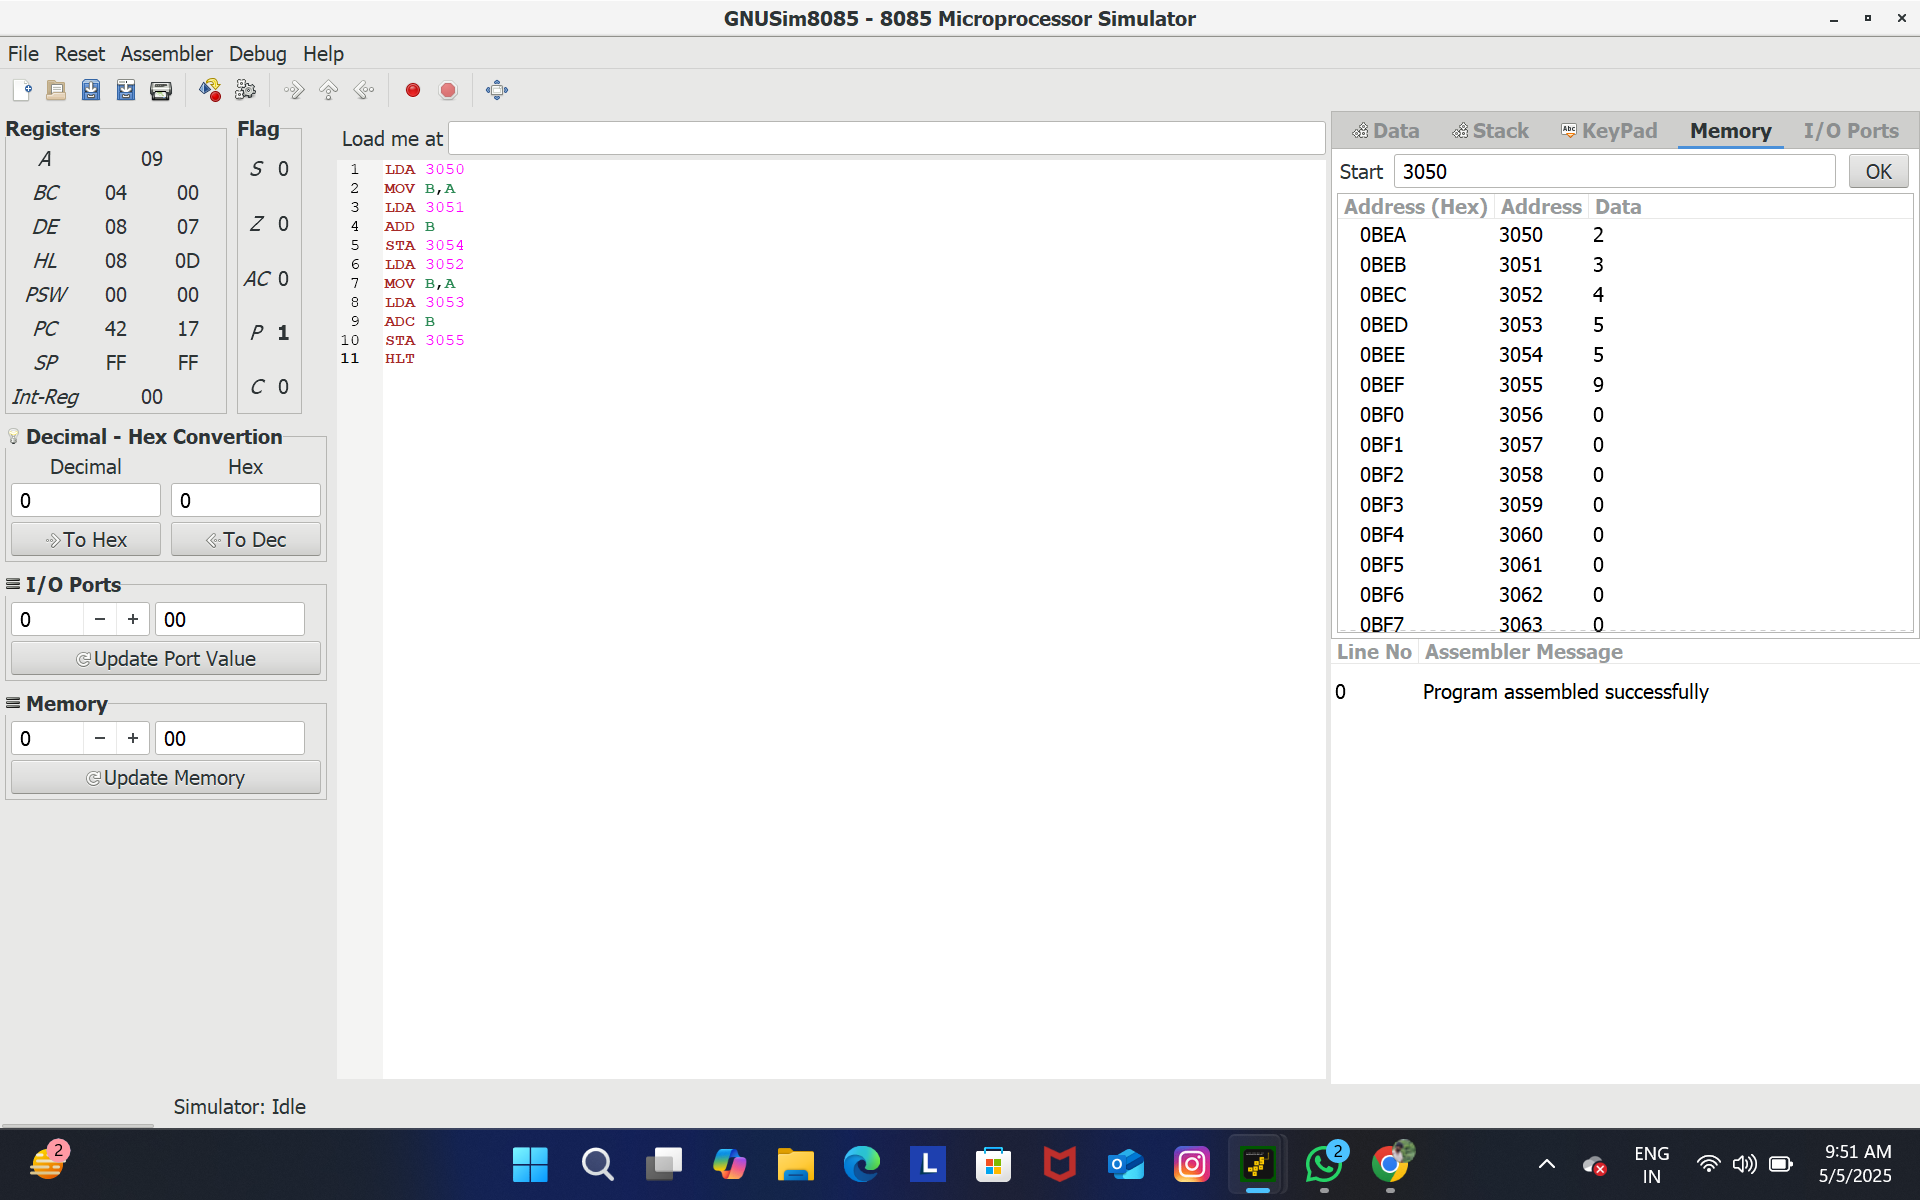 GNUSim8085 - 8085 Microprocessor Simulator
File Reset Assembler Debug Help
Registers
A 09
BC 04 00
DE 08 07
HL 08 0D
PSW 00 00
PC 42 17
SP FF FF
Int-Reg 00
Flag
S 0
Z 0
AC 0
P 1
C 0
Decimal - Hex Convertion
Decimal Hex
0 0
To Hex To Dec
I/O Ports
0 − + 00
Update Port Value
Memory
0 − + 00
Update Memory
Load me at
1 LDA 3050
2 MOV B,A
3 LDA 3051
4 ADD B
5 STA 3054
6 LDA 3052
7 MOV B,A
8 LDA 3053
9 ADC B
10 STA 3055
11 HLT
Data Stack Abc KeyPad Memory I/O Ports
Start 3050 OK
Address (Hex) Address Data
0BEA 3050 2
0BEB 3051 3
0BEC 3052 4
0BED 3053 5
0BEE 3054 5
0BEF 3055 9
0BF0 3056 0
0BF1 3057 0
0BF2 3058 0
0BF3 3059 0
0BF4 3060 0
0BF5 3061 0
0BF6 3062 0
0BF7 3063 0
Line No Assembler Message
0 Program assembled successfully
Simulator: Idle
2
L
2
ENG
IN
9:51 AM
5/5/2025